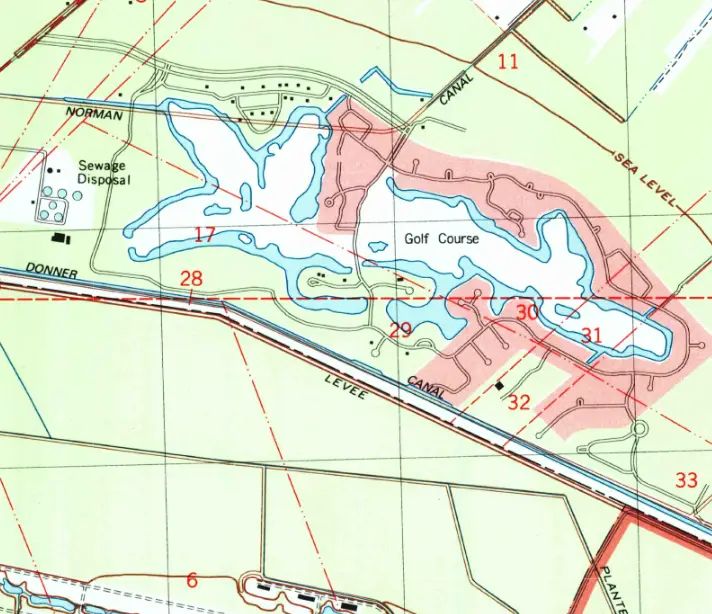 11
CANAL
NORMAN
SEA LEVEL
Sewage
Disposal
17
Golf Course
DONNER
28
30
29
31
LEVEE
CANAL
32
33
6
PLANTE